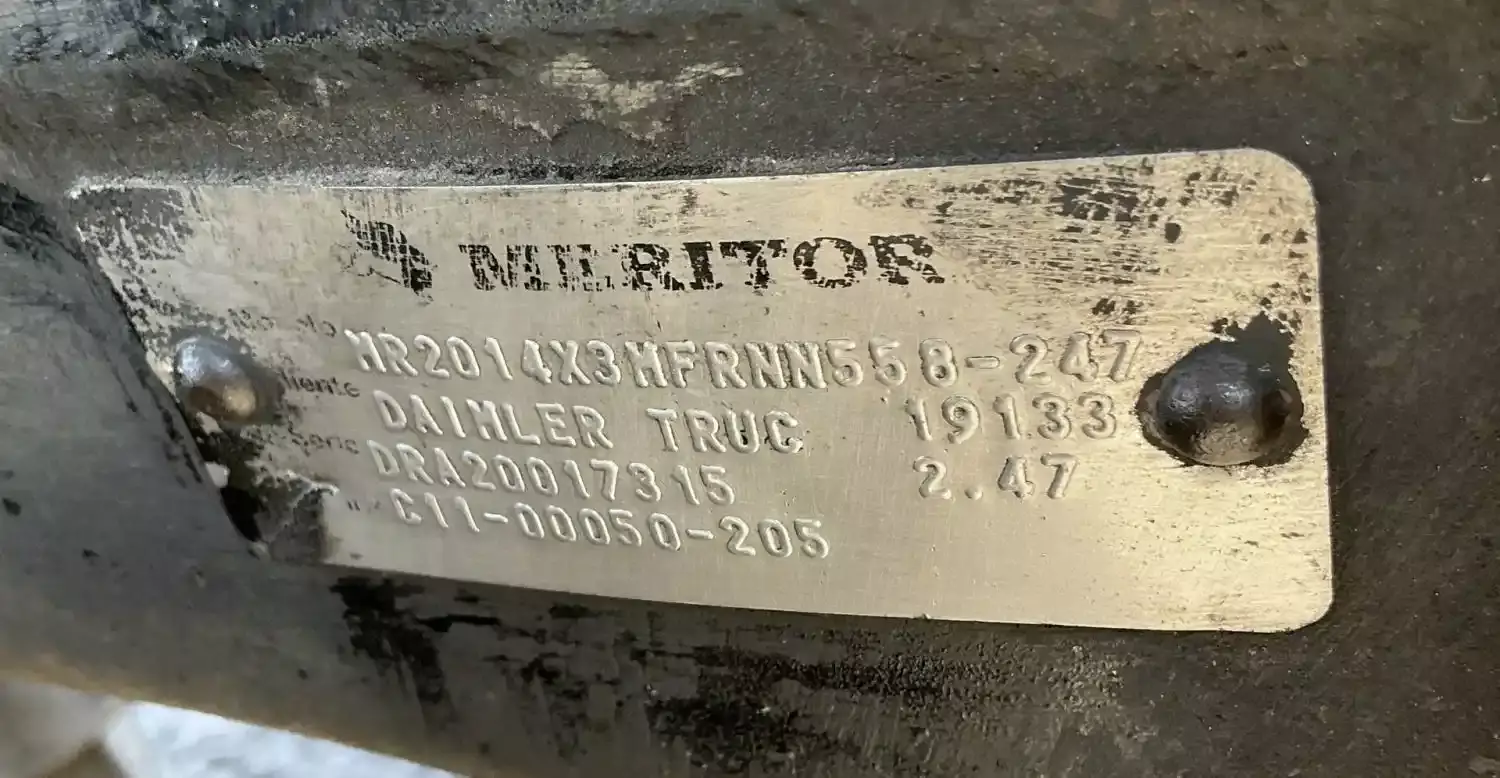 MERITOR
MR2014X3MFRNN558-247
DAIMLER TRUC 19133
DRA20017315 2.47
C11-00050-205